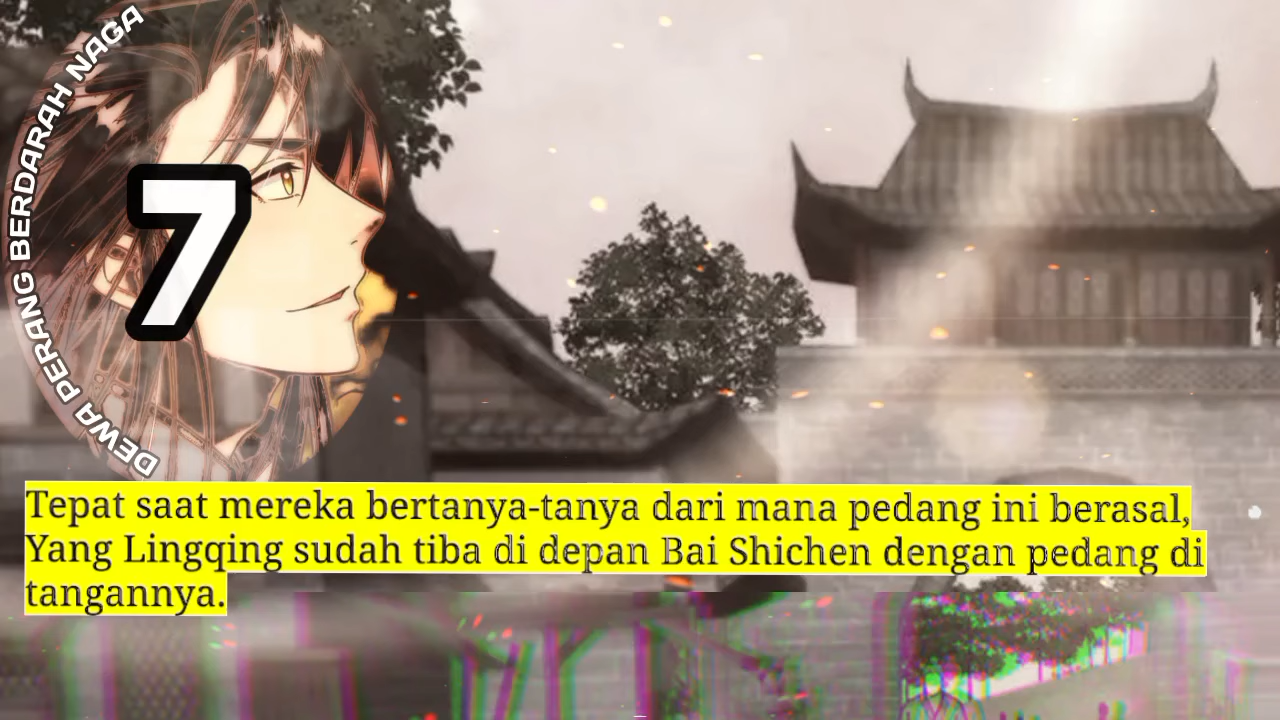 DEWA PERANG BERDARAH NAGA
7
Tepat saat mereka bertanya-tanya dari mana pedang ini berasal,
Yang Lingqing sudah tiba di depan Bai Shichen dengan pedang di
tangannya.